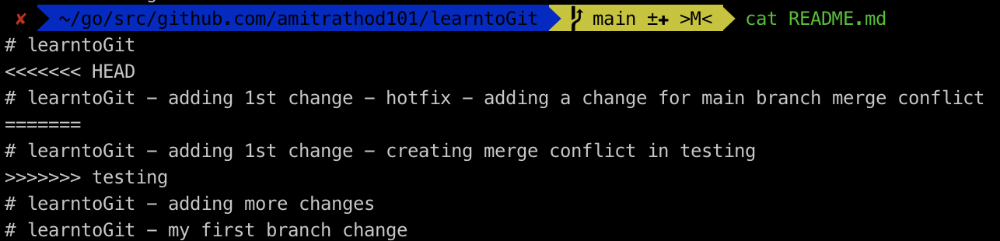 ✘ ~/go/src/github.com/amitrathod101/learntoGit main ±✚ >M< cat README.md
# learntoGit
<<<<<<< HEAD
# learntoGit - adding 1st change - hotfix - adding a change for main branch merge conflict
=======
# learntoGit - adding 1st change - creating merge conflict in testing
>>>>>>> testing
# learntoGit - adding more changes
# learntoGit - my first branch change